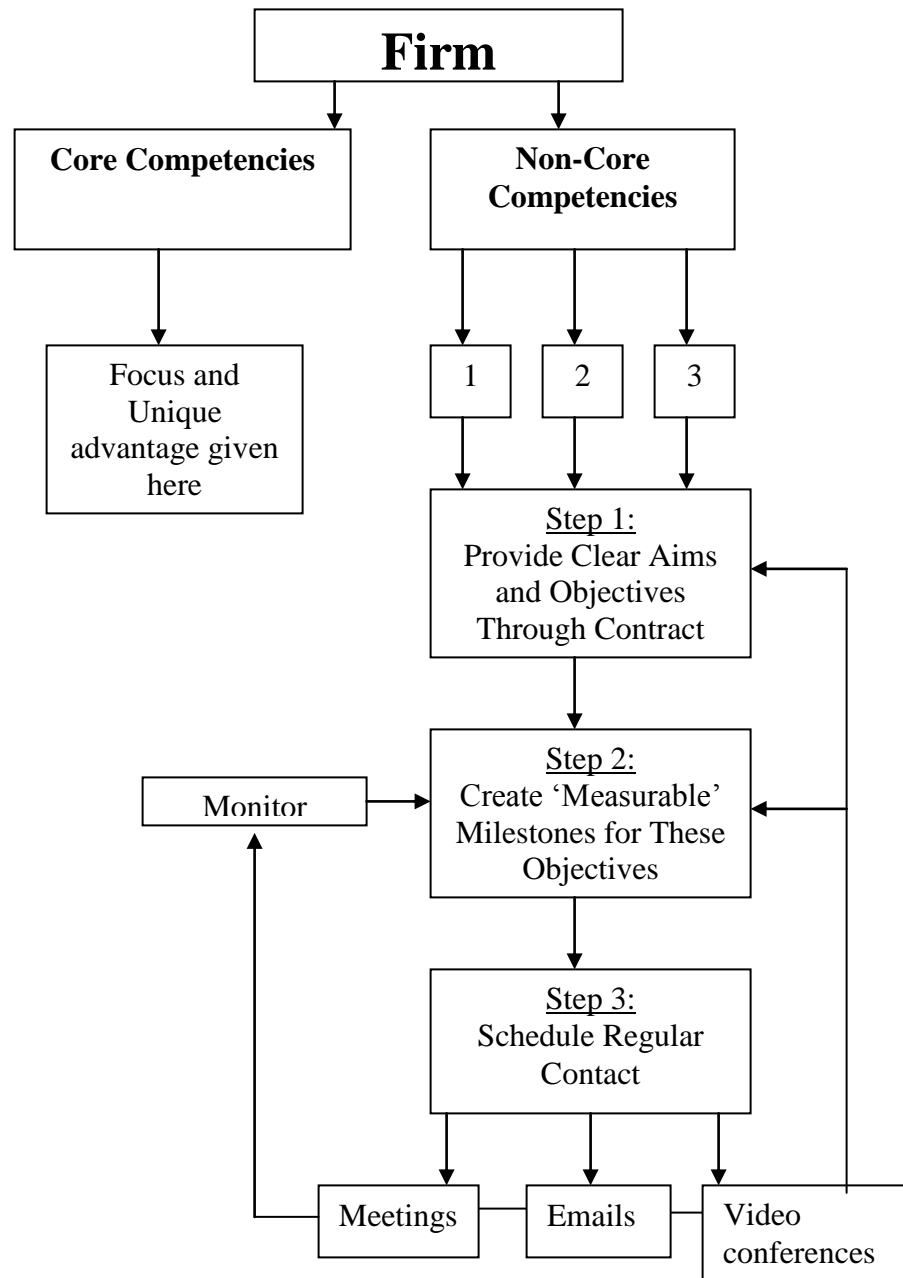 Firm
Core Competencies
Non-Core
Competencies
Focus and
Unique
advantage given
here
1
2
3
Step 1:
Provide Clear Aims
and Objectives
Through Contract
Monitor
Step 2:
Create ‘Measurable’
Milestones for These
Objectives
Step 3:
Schedule Regular
Contact
Meetings
Emails
Video
conferences